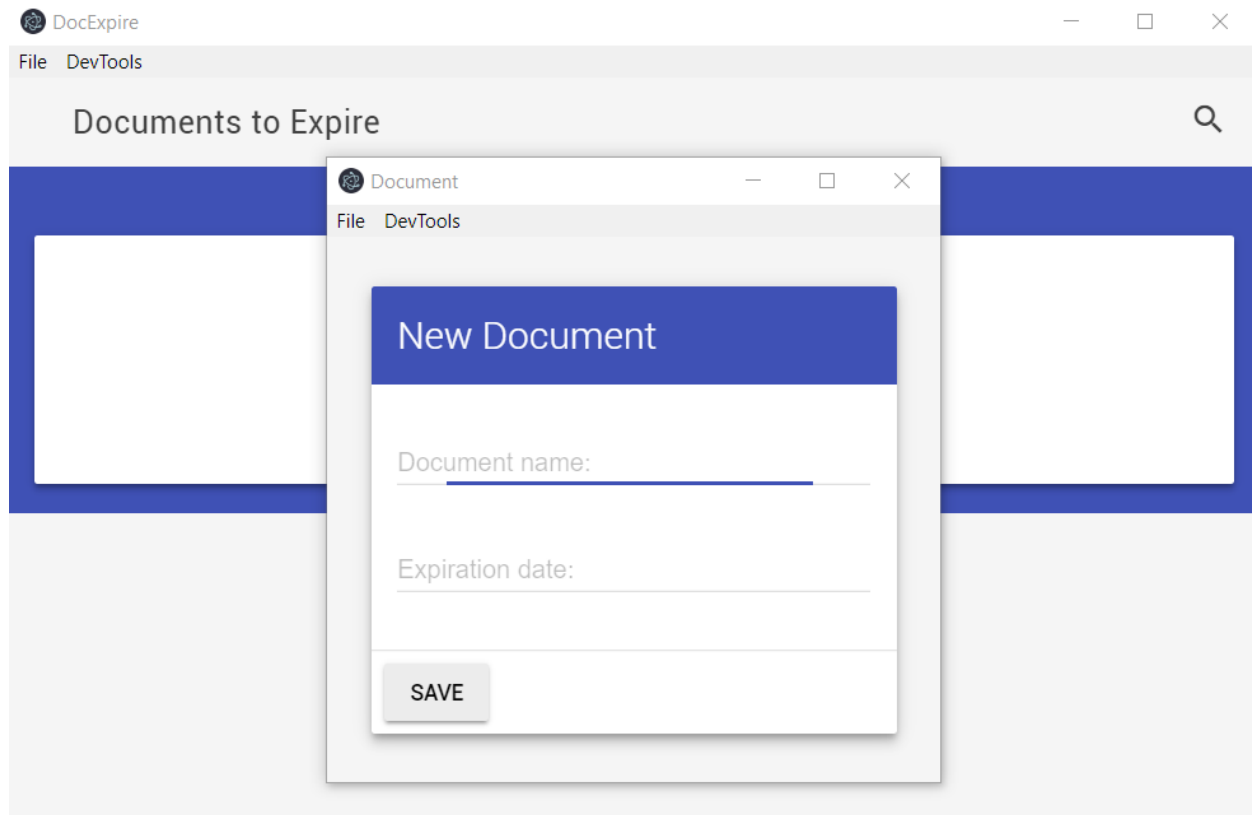 DocExpire
File DevTools
Documents to Expire
Document
File DevTools
New Document
Document name:
Expiration date:
SAVE